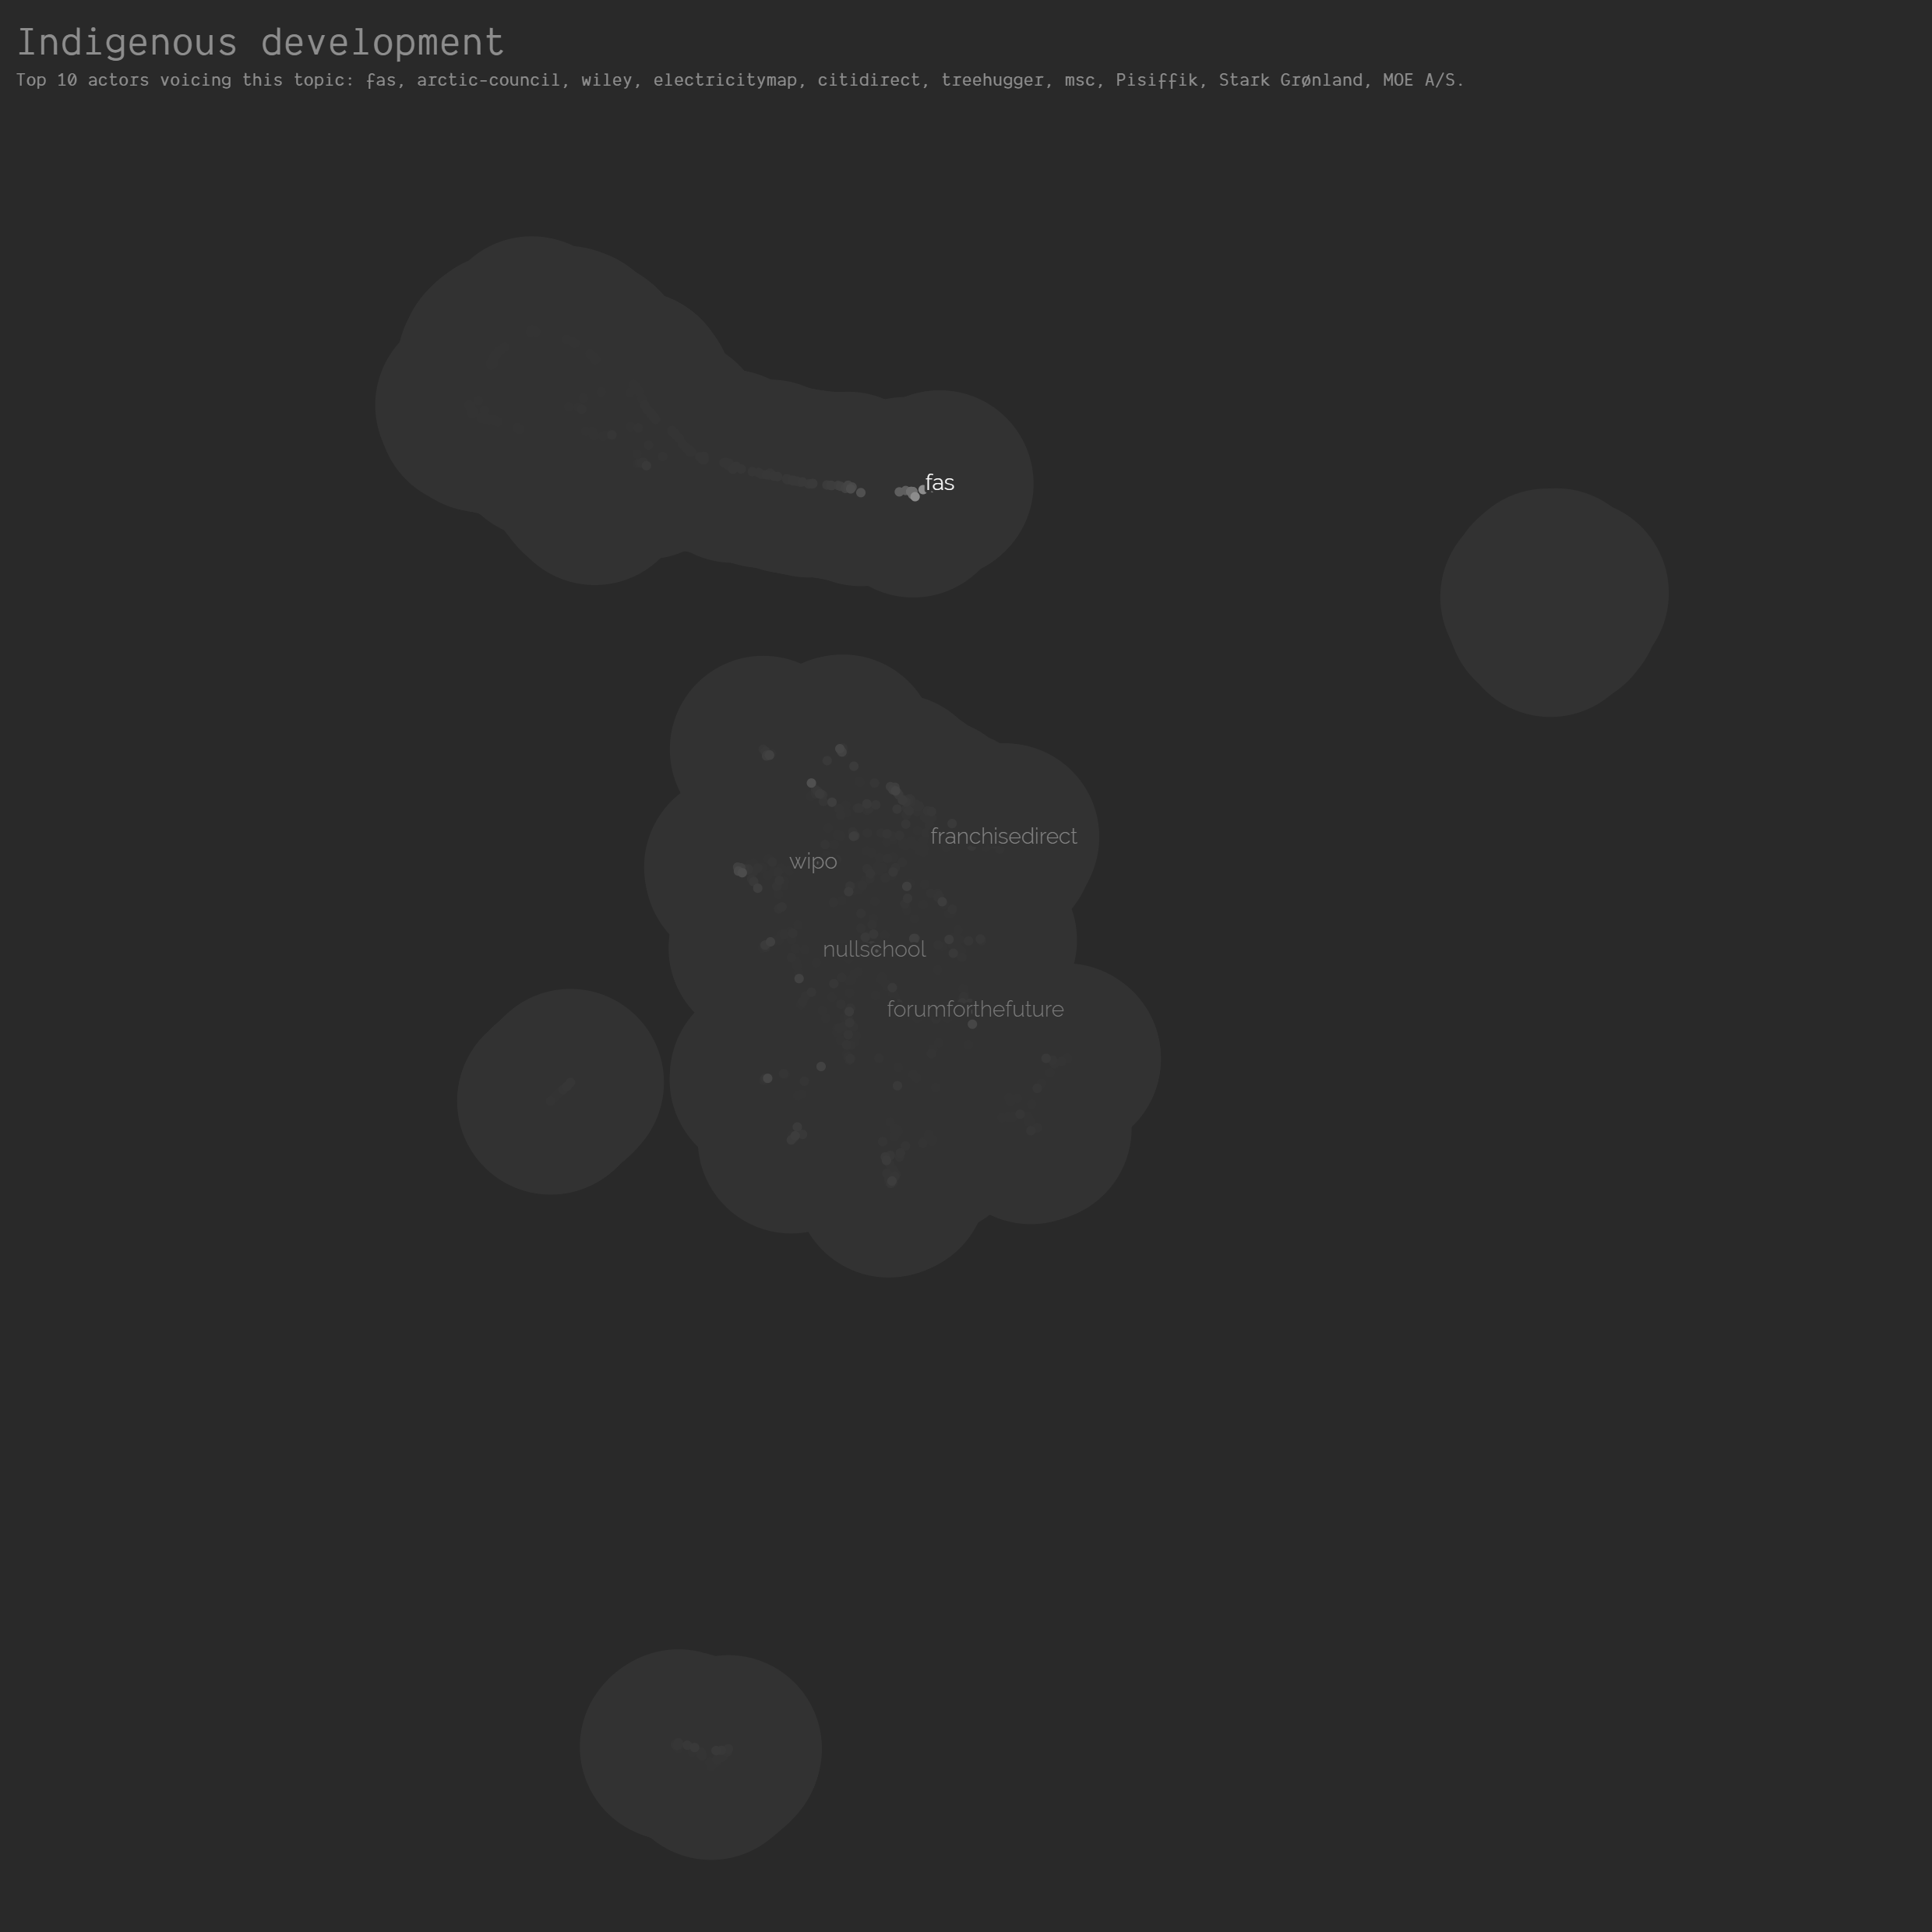 Indigenous development
Top 10 actors voicing this topic: fas, arctic-council, wiley, electricitymap, citidirect, treehugger, msc, Pisiffik, Stark Grønland, MOE A/S.
fas
franchisedirect
wipo
nullschool
forumforthefuture